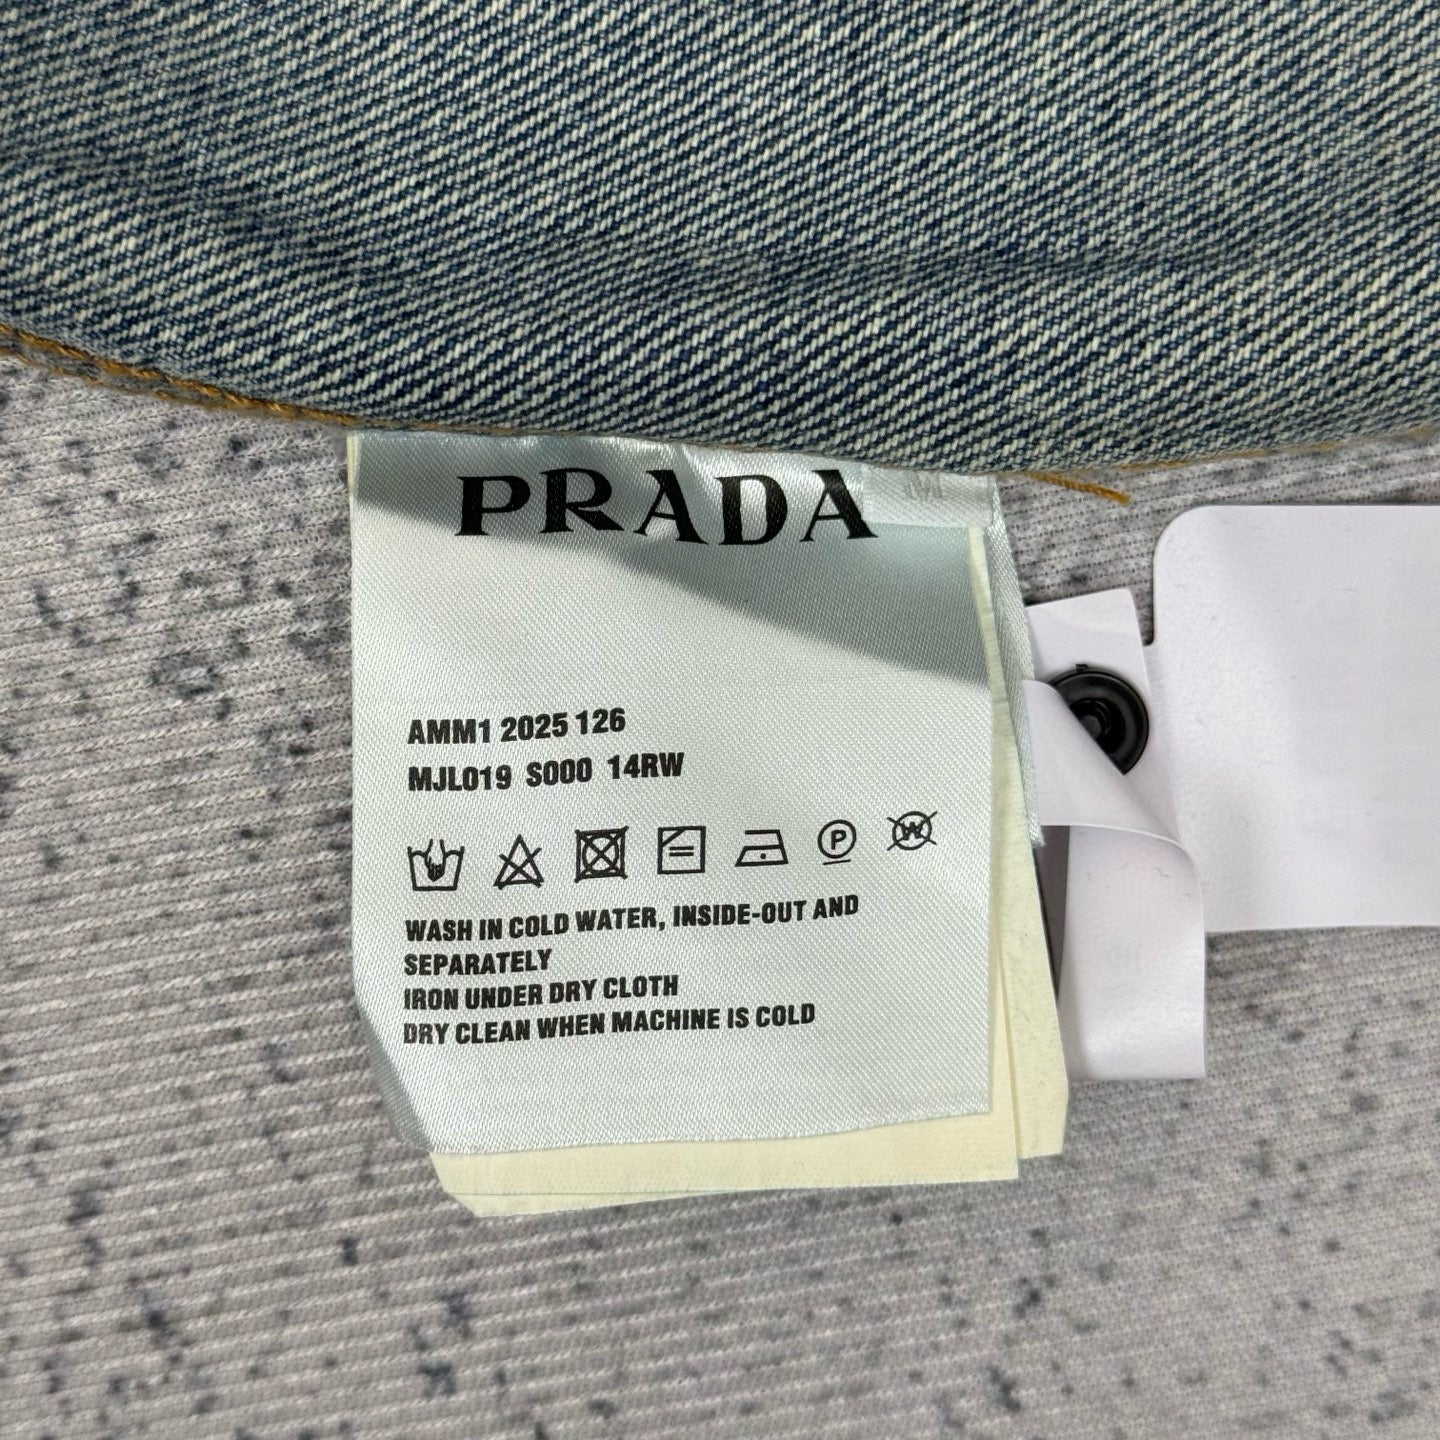 PRADA
M
AMM1 2025 126
MJL019 S000 14RW
P W
WASH IN COLD WATER, INSIDE-OUT AND
SEPARATELY
IRON UNDER DRY CLOTH
DRY CLEAN WHEN MACHINE IS COLD